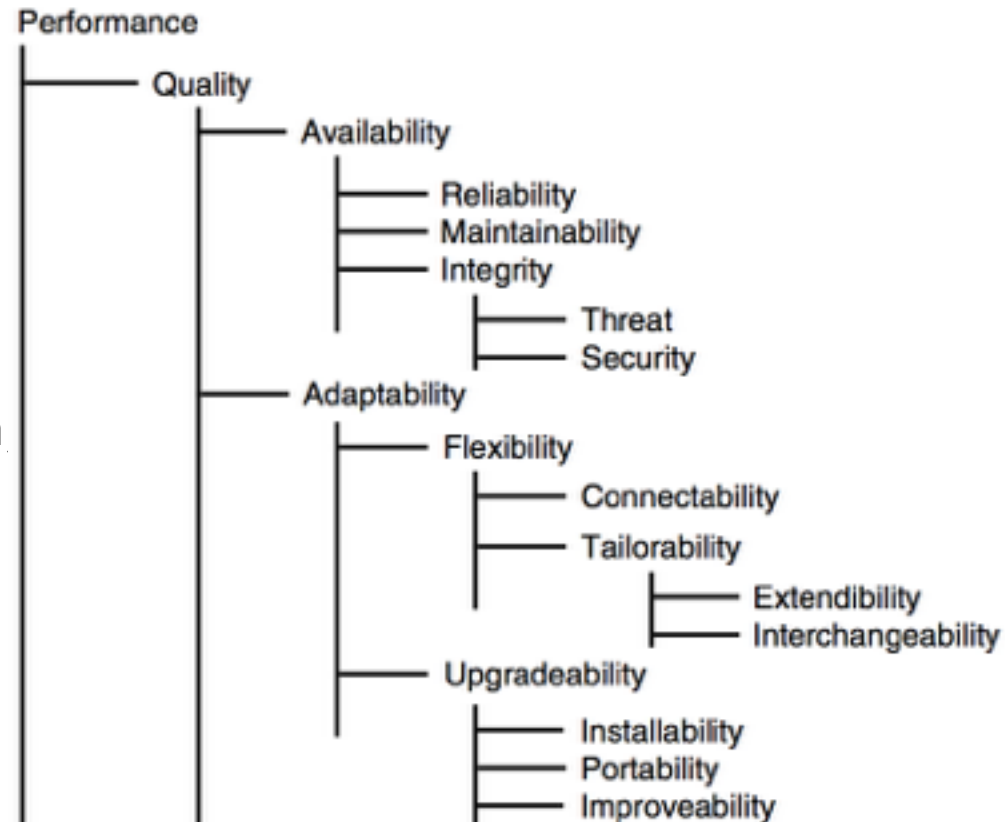 Performance
Quality
Availability
Reliability
Maintainability
Integrity
Threat
Security
Adaptability
Flexibility
Connectability
Tailorability
Extendibility
Interchangeability
Upgradeability
Installability
Portability
Improveability